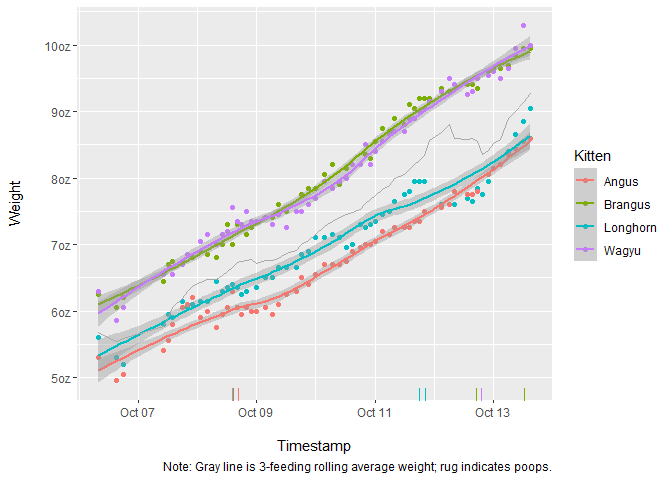 10oz
9oz
8oz
7oz
6oz
5oz
Weight
Oct 07
Oct 09
Oct 11
Oct 13
Timestamp
Kitten
Angus
Brangus
Longhorn
Wagyu
Note: Gray line is 3-feeding rolling average weight; rug indicates poops.